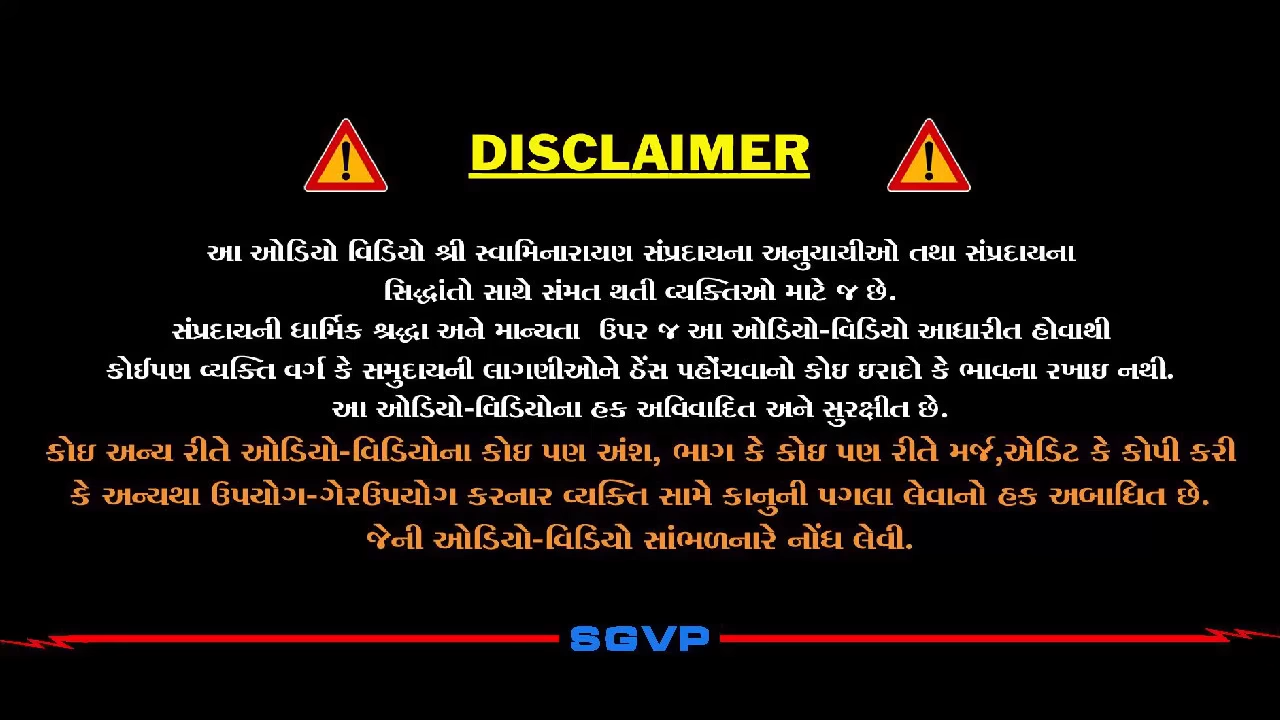 DISCLAIMER
આ ઓડિયો વિડિયો શ્રી સ્વામિનારાયણ સંપ્રદાયના અનુયાયીઓ તથા સંપ્રદાયના
સિદ્ધાંતો સાથે સંમત થતી વ્યક્તિઓ માટે જ છે.
સંપ્રદાયની ધાર્મિક શ્રદ્ધા અને માન્યતા  ઉપર જ આ ઓડિયો-વિડિયો આધારીત હોવાથી
કોઈપણ વ્યક્તિ વર્ગ કે સમુદાયની લાગણીઓને ઠેંસ પહોંચવાનો કોઇ ઇરાદો કે ભાવના રખાઇ નથી.
આ ઓડિયો-વિડિયોના હક અવિવાદિત અને સુરક્ષીત છે.
કોઇ અન્ય રીતે ઓડિયો-વિડિયોના કોઇ પણ અંશ, ભાગ કે કોઇ પણ રીતે મર્જ,એડિટ કે કોપી કરી
કે અન્યથા ઉપયોગ-ગેરઉપયોગ કરનાર વ્યક્તિ સામે કાનુની પગલા લેવાનો હક અબાધિત છે.
જેની ઓડિયો-વિડિયો સાંભળનારે નોંધ લેવી.
SGVP